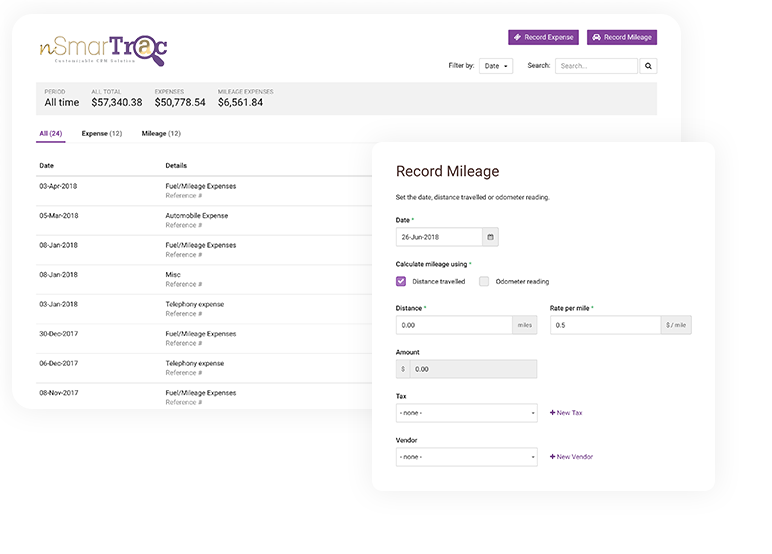 nSmarTrac
Customizable CRM Solution
Record Expense Record Mileage
Filter by: Date Search: Search...
PERIOD ALL TOTAL EXPENSES MILEAGE EXPENSES
All time $57,340.38 $50,778.54 $6,561.84
All (24) Expense (12) Mileage (12)
Date Details
03-Apr-2018 Fuel/Mileage Expenses
Reference #
05-Mar-2018 Automobile Expense
Reference #
08-Jan-2018 Fuel/Mileage Expenses
Reference #
08-Jan-2018 Misc
Reference #
03-Jan-2018 Telephony expense
Reference #
30-Dec-2017 Fuel/Mileage Expenses
Reference #
06-Dec-2017 Telephony expense
Reference #
08-Nov-2017 Fuel/Mileage Expenses
Reference #
Record Mileage
Set the date, distance travelled or odometer reading.
Date *
26-Jun-2018
Calculate mileage using *
Distance travelled Odometer reading
Distance * Rate per mile *
0.00 miles 0.5 $ / mile
Amount
$ 0.00
Tax
- none - + New Tax
Vendor
- none - + New Vendor